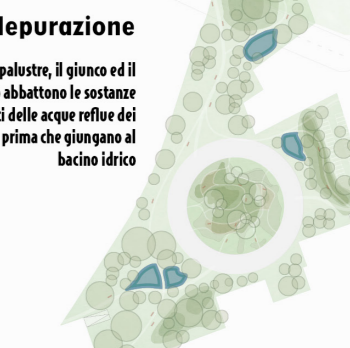 depurazione
palustre, il giunco ed il
abbattono le sostanze
delle acque reflue dei
prima che giungano al
bacino idrico